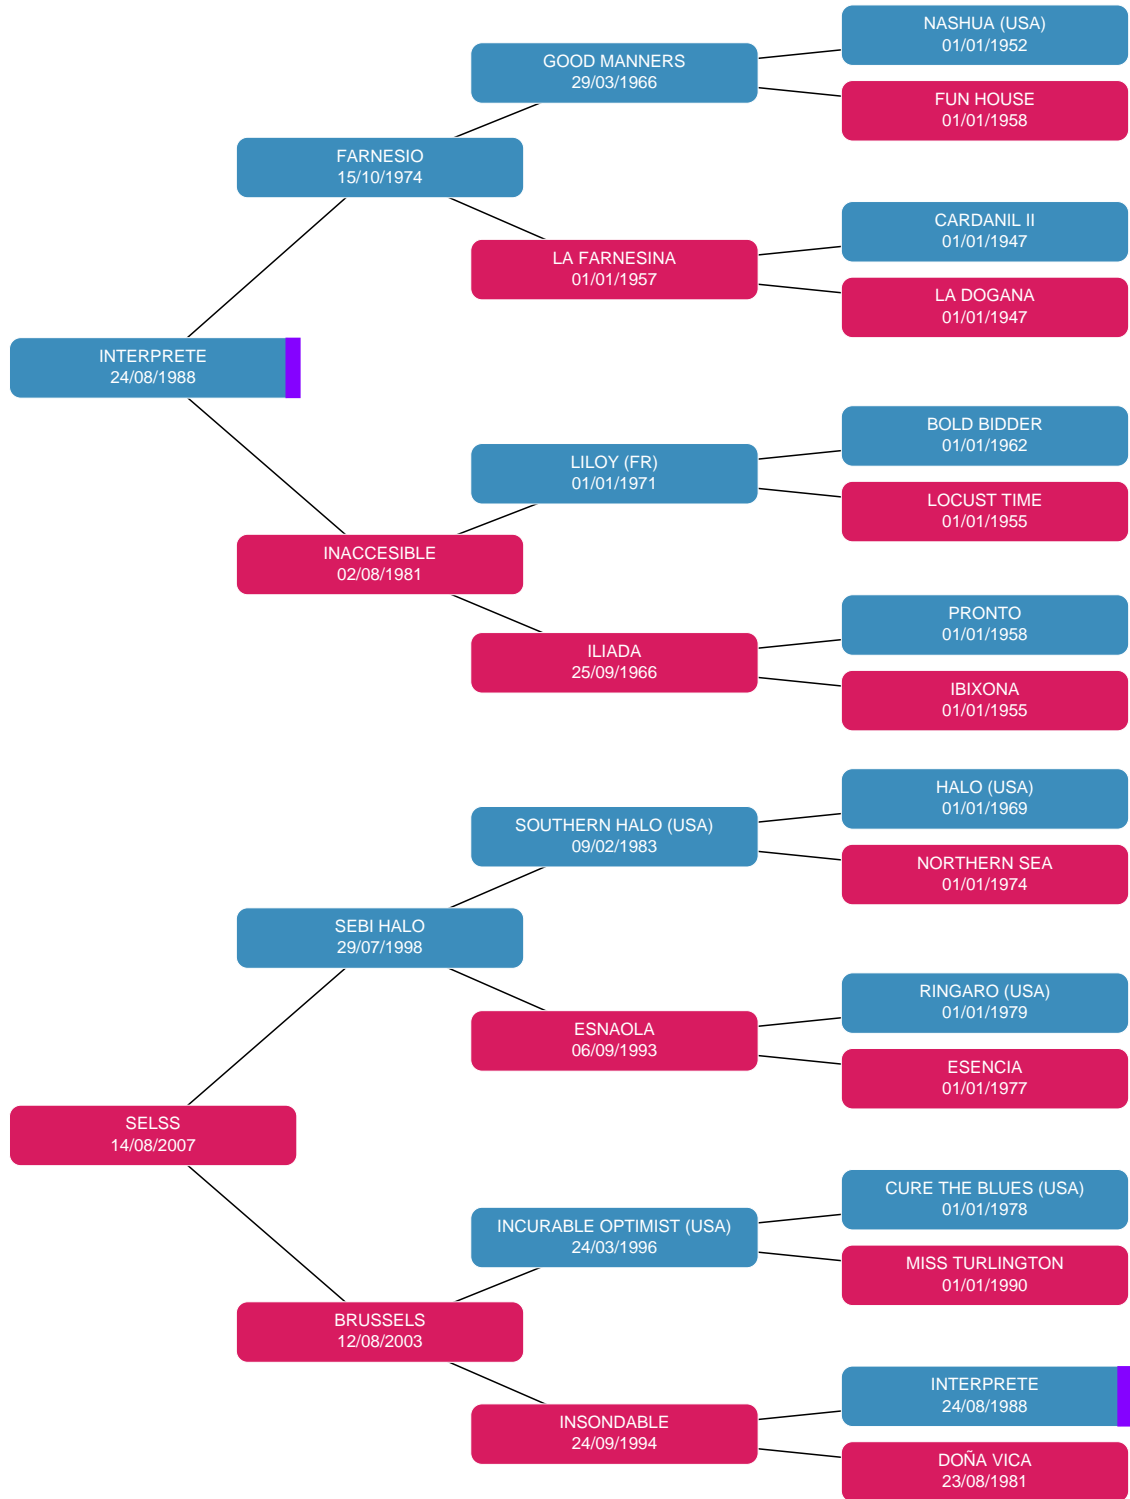 NASHUA (USA)
01/01/1952
GOOD MANNERS
29/03/1966
FUN HOUSE
01/01/1958
FARNESIO
15/10/1974
CARDANIL II
01/01/1947
LA FARNESINA
01/01/1957
LA DOGANA
01/01/1947
INTERPRETE
24/08/1988
BOLD BIDDER
01/01/1962
LILOY (FR)
01/01/1971
LOCUST TIME
01/01/1955
INACCESIBLE
02/08/1981
PRONTO
01/01/1958
ILIADA
25/09/1966
IBIXONA
01/01/1955
HALO (USA)
01/01/1969
SOUTHERN HALO (USA)
09/02/1983
NORTHERN SEA
01/01/1974
SEBI HALO
29/07/1998
RINGARO (USA)
01/01/1979
ESNAOLA
06/09/1993
ESENCIA
01/01/1977
SELSS
14/08/2007
CURE THE BLUES (USA)
01/01/1978
INCURABLE OPTIMIST (USA)
24/03/1996
MISS TURLINGTON
01/01/1990
BRUSSELS
12/08/2003
INTERPRETE
24/08/1988
INSONDABLE
24/09/1994
DOÑA VICA
23/08/1981